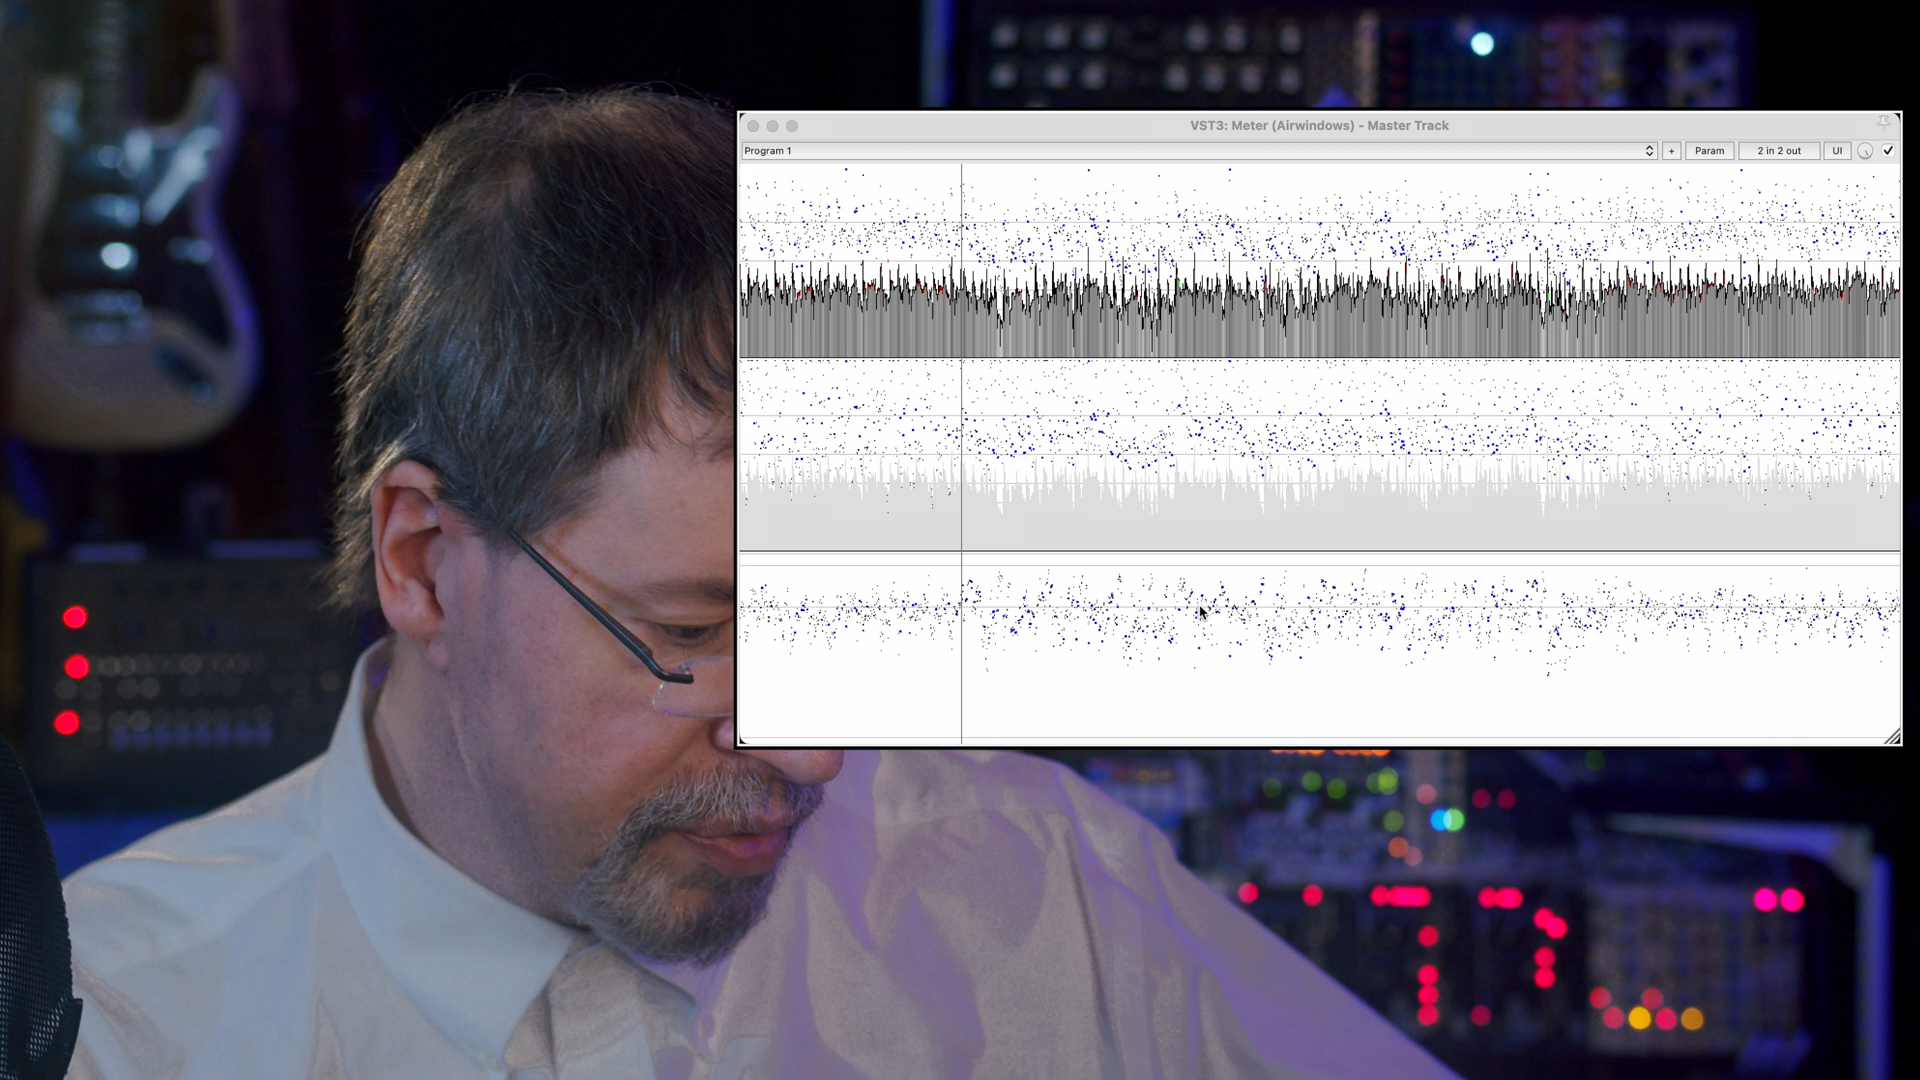 VST3: Meter (Airwindows) - Master Track
Program 1
+
Param
2 in 2 out
UI